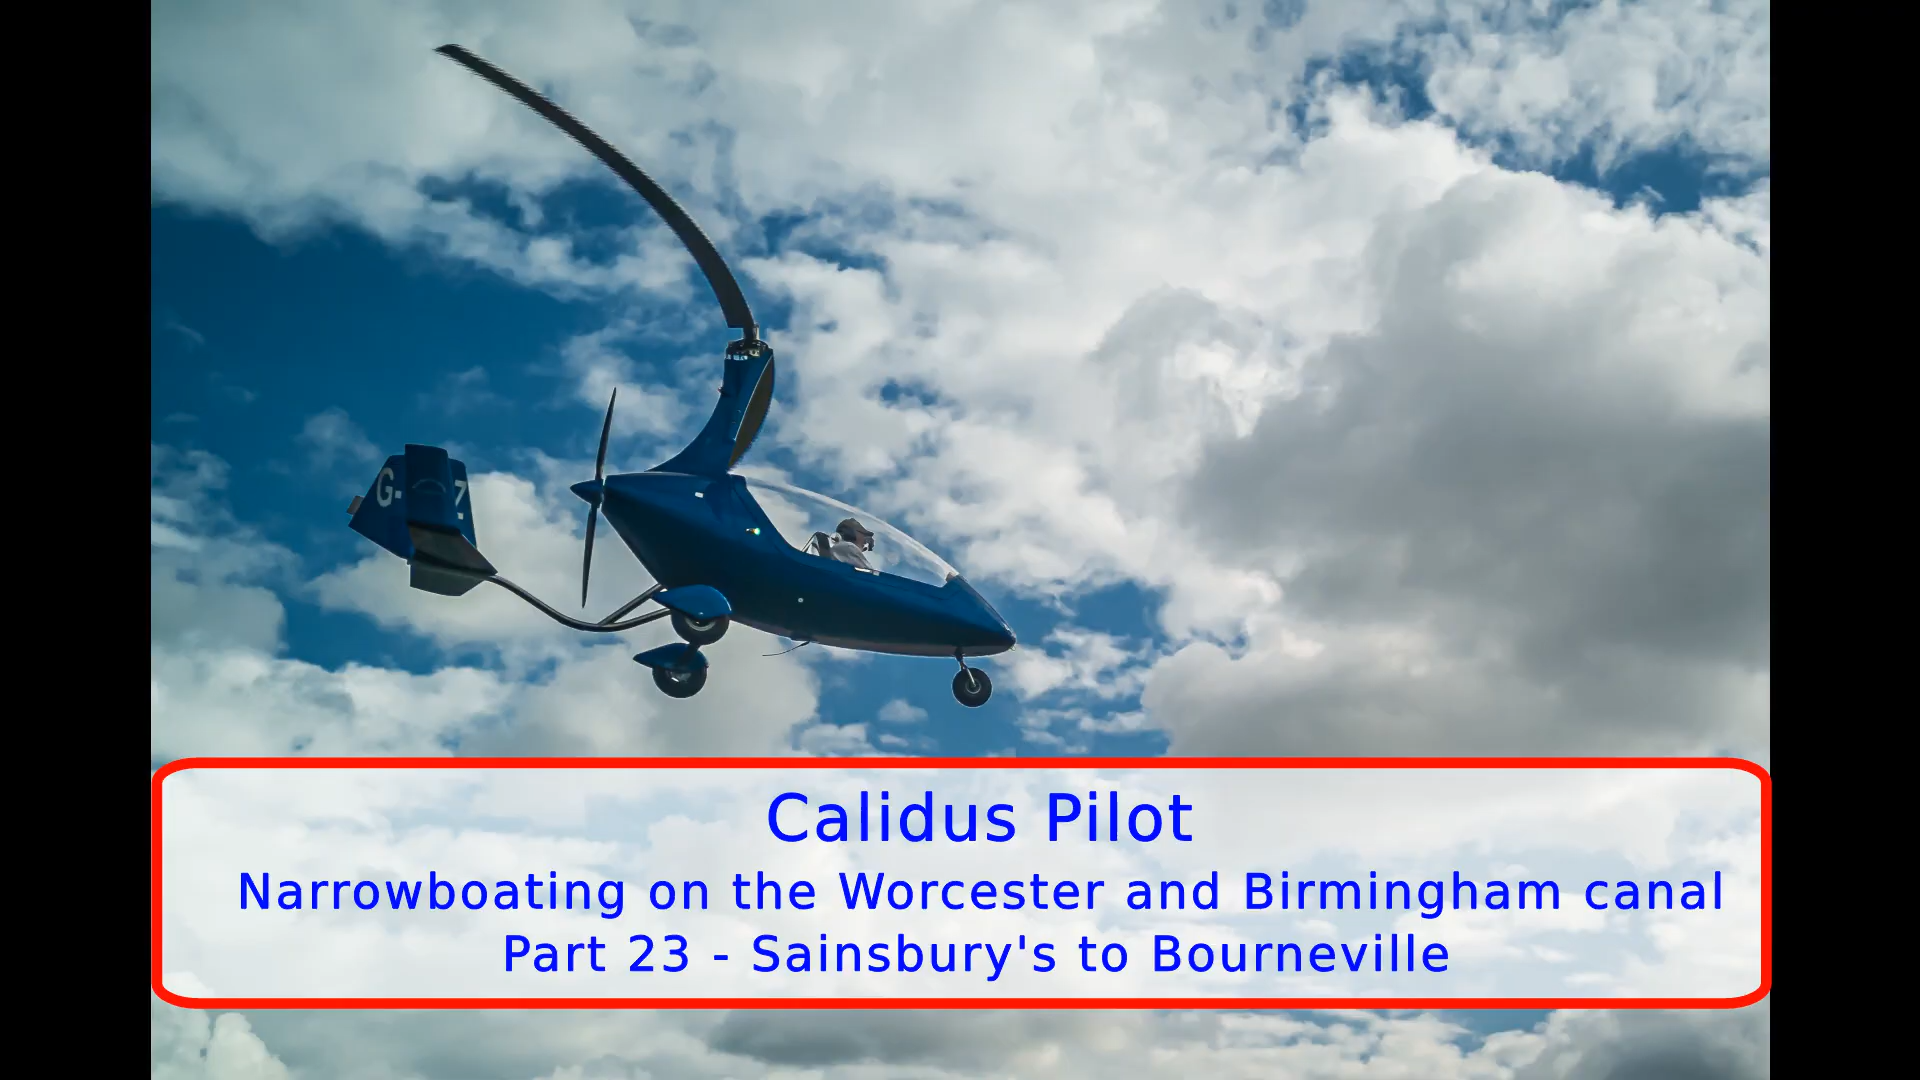 G- Z
Calidus Pilot
Narrowboating on the Worcester and Birmingham canal
Part 23 - Sainsbury's to Bourneville